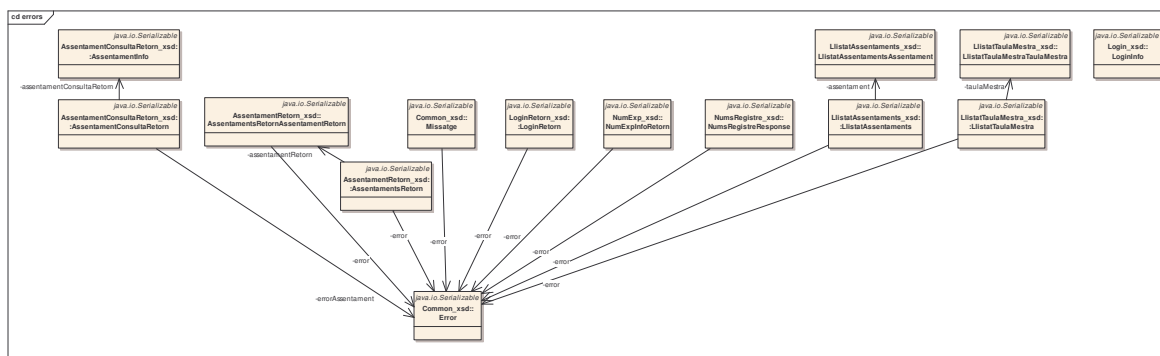 cd errors
java.io.Serializable
AssentamentConsultaRetorn_xsd:
:AssentamentInfo
java.io.Serializable
LlistatAssentaments_xsd::
LlistatAssentamentsAssentament
java.io.Serializable
LlistatTaulaMestra_xsd::
LlistatTaulaMestraTaulaMestra
java.io.Serializable
Login_xsd::
LoginInfo
-assentamentConsultaRetorn
-assentament
-taulaMestra
java.io.Serializable
AssentamentConsultaRetorn_xsd:
:AssentamentConsultaRetorn
java.io.Serializable
AssentamentRetorn_xsd::
AssentamentsRetornAssentamentRetorn
java.io.Serializable
Common_xsd::
Missatge
java.io.Serializable
LoginRetorn_xsd:
:LoginRetorn
java.io.Serializable
NumExp_xsd::
NumExpInfoRetorn
java.io.Serializable
NumsRegistre_xsd::
NumsRegistreResponse
java.io.Serializable
LlistatAssentaments_xsd:
:LlistatAssentaments
java.io.Serializable
LlistatTaulaMestra_xsd:
:LlistatTaulaMestra
-assentamentRetorn
java.io.Serializable
AssentamentRetorn_xsd:
:AssentamentsRetorn
-error
-error
-error
-error
-error
-error
-error
-error
-errorAssentament
java.io.Serializable
Common_xsd::
Error